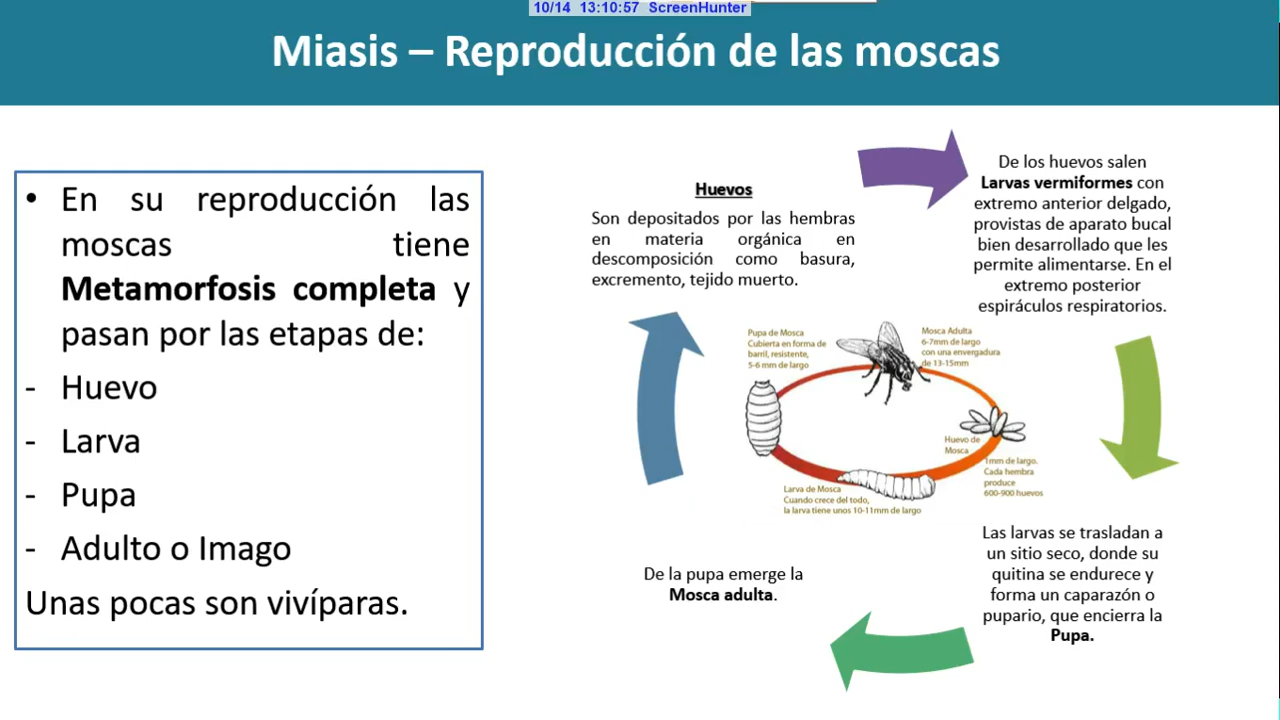 10/14 13:10:57 ScreenHunter
Miasis – Reproducción de las moscas
• En su reproducción las
moscas tiene
Metamorfosis completa y
pasan por las etapas de:
- Huevo
- Larva
- Pupa
- Adulto o Imago
Unas pocas son vivíparas.
Huevos
Son depositados por las hembras
en materia orgánica en
descomposición como basura,
excremento, tejido muerto.
De los huevos salen
Larvas vermiformes con
extremo anterior delgado,
provistas de aparato bucal
bien desarrollado que les
permite alimentarse. En el
extremo posterior
espiráculos respiratorios.
Pupa de Mosca
Cubierta en forma de
barril, resistente,
5-6 mm de largo
Mosca Adulta
6-7mm de largo
con una envergadura
de 13-15mm
Huevo de
Mosca
1mm de largo.
Cada hembra
produce
600-900 huevos
Larva de Mosca
Cuando crece del todo,
la larva tiene unos 10-11mm de largo
Las larvas se trasladan a
un sitio seco, donde su
quitina se endurece y
forma un caparazón o
pupario, que encierra la
Pupa.
De la pupa emerge la
Mosca adulta.